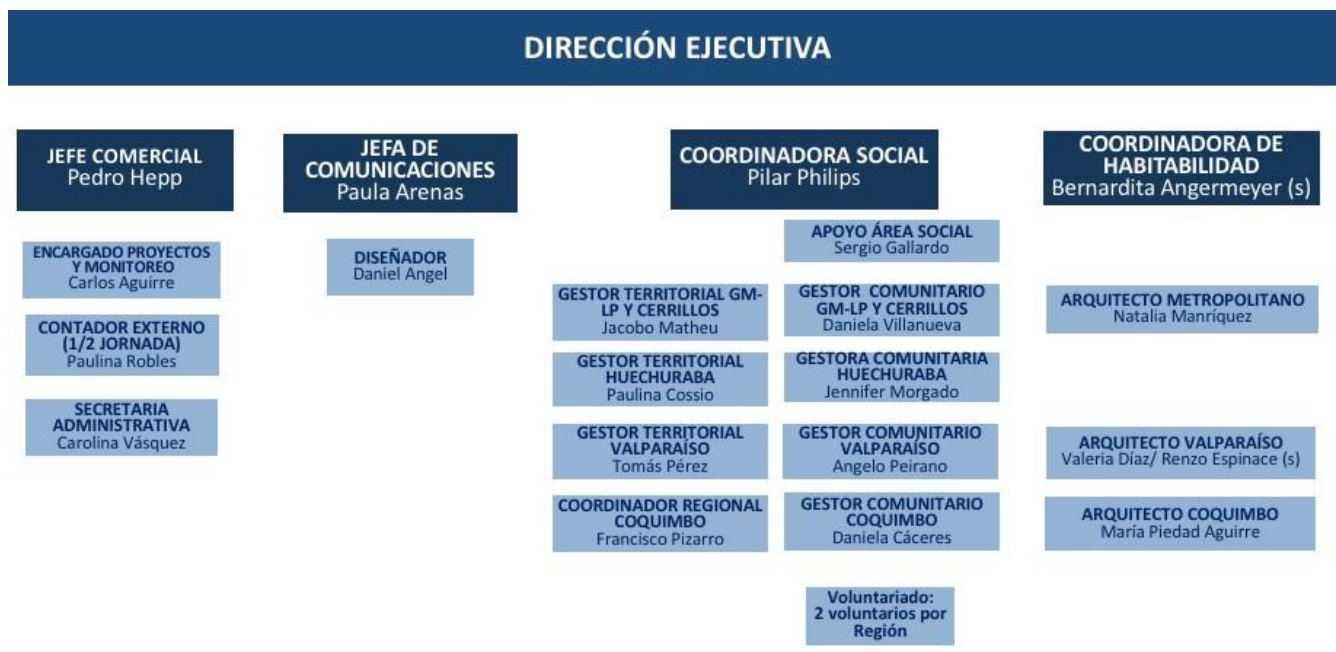 DIRECCIÓN EJECUTIVA
JEFE COMERCIAL
Pedro Hepp
ENCARGADO PROYECTOS
Y MONITOREO
Carlos Aguirre
CONTADOR EXTERNO
(1/2 JORNADA)
Paulina Robles
SECRETARIA
ADMINISTRATIVA
Carolina Vásquez
JEFA DE
COMUNICACIONES
Paula Arenas
DISEÑADOR
Daniel Angel
COORDINADORA SOCIAL
Pilar Philips
APOYO ÁREA SOCIAL
Sergio Gallardo
GESTOR TERRITORIAL GM-
LP Y CERRILLOS
Jacobo Matheu
GESTOR COMUNITARIO
GM-LP Y CERRILLOS
Daniela Villanueva
GESTOR TERRITORIAL
HUECHURABA
Paulina Cossio
GESTORA COMUNITARIA
HUECHURABA
Jennifer Morgado
GESTOR TERRITORIAL
VALPARAÍSO
Tomás Pérez
GESTOR COMUNITARIO
VALPARAÍSO
Angelo Peirano
COORDINADOR REGIONAL
COQUIMBO
Francisco Pizarro
GESTOR COMUNITARIO
COQUIMBO
Daniela Cáceres
Voluntariado:
2 voluntarios por
Región
COORDINADORA DE
HABITABILIDAD
Bernardita Angermeyer (s)
ARQUITECTO METROPOLITANO
Natalia Manríquez
ARQUITECTO VALPARAÍSO
Valeria Díaz/ Renzo Espinace (s)
ARQUITECTO COQUIMBO
María Piedad Aguirre